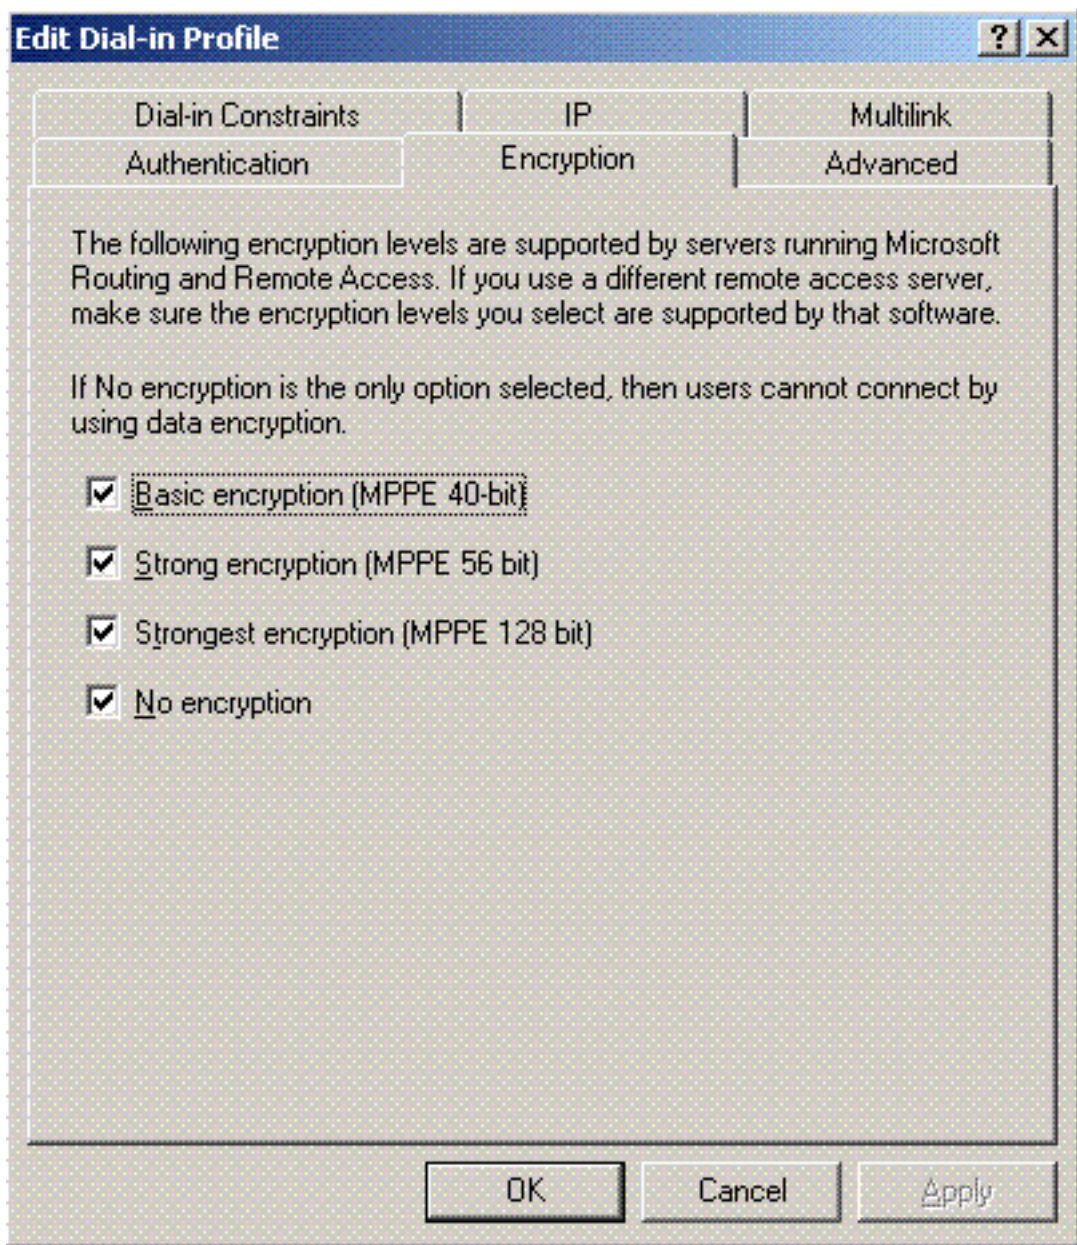 Edit Dial-in Profile
Dial-in Constraints
IP
Multilink
Authentication
Encryption
Advanced
The following encryption levels are supported by servers running Microsoft
Routing and Remote Access. If you use a different remote access server,
make sure the encryption levels you select are supported by that software.
If No encryption is the only option selected, then users cannot connect by
using data encryption.
Basic encryption (MPPE 40-bit)
Strong encryption (MPPE 56 bit)
Strongest encryption (MPPE 128 bit)
No encryption
OK
Cancel
Apply